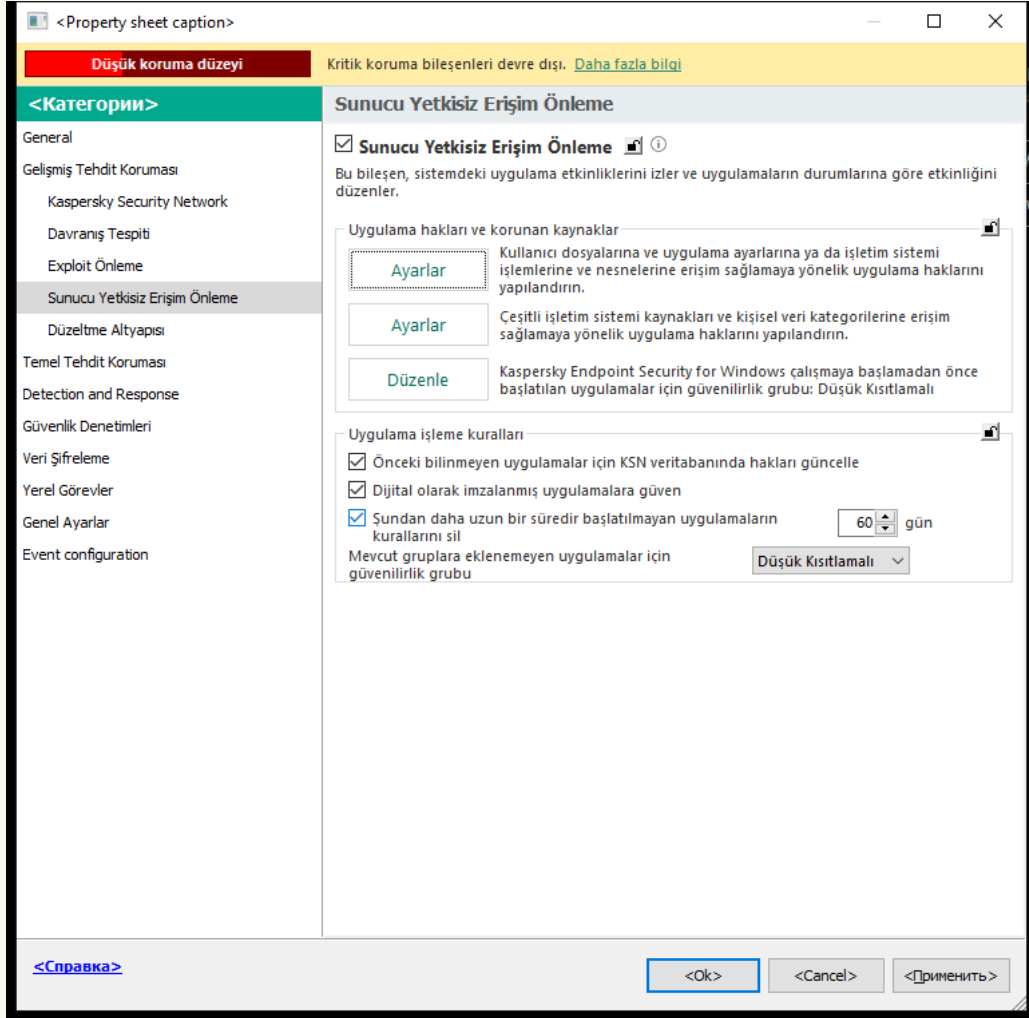 <Property sheet caption>
Düşük koruma düzeyi
Kritik koruma bileşenleri devre dışı. Daha fazla bilgi
<Категории>
General
Gelişmiş Tehdit Koruması
Kaspersky Security Network
Davranış Tespiti
Exploit Önleme
Sunucu Yetkisiz Erişim Önleme
Düzeltme Altyapısı
Temel Tehdit Koruması
Detection and Response
Güvenlik Denetimleri
Veri Şifreleme
Yerel Görevler
Genel Ayarlar
Event configuration
Sunucu Yetkisiz Erişim Önleme
Sunucu Yetkisiz Erişim Önleme
Bu bileşen, sistemdeki uygulama etkinliklerini izler ve uygulamaların durumlarına göre etkinliğini
düzenler.
Uygulama hakları ve korunan kaynaklar
Ayarlar
Kullanıcı dosyalarına ve uygulama ayarlarına ya da işletim sistemi
işlemlerine ve nesnelerine erişim sağlamaya yönelik uygulama haklarını
yapılandırın.
Ayarlar
Çeşitli işletim sistemi kaynakları ve kişisel veri kategorilerine erişim
sağlamaya yönelik uygulama haklarını yapılandırın.
Düzenle
Kaspersky Endpoint Security for Windows çalışmaya başlamadan önce
başlatılan uygulamalar için güvenilirlik grubu: Düşük Kısıtlamalı
Uygulama işleme kuralları
Önceki bilinmeyen uygulamalar için KSN veritabanında hakları güncelle
Dijital olarak imzalanmış uygulamalara güven
Şundan daha uzun bir süredir başlatılmayan uygulamaların
kurallarını sil
60 gün
Mevcut gruplara eklenemeyen uygulamalar için
güvenilirlik grubu
Düşük Kısıtlamalı
<Справка>
<Ok>
<Cancel>
<Применить>